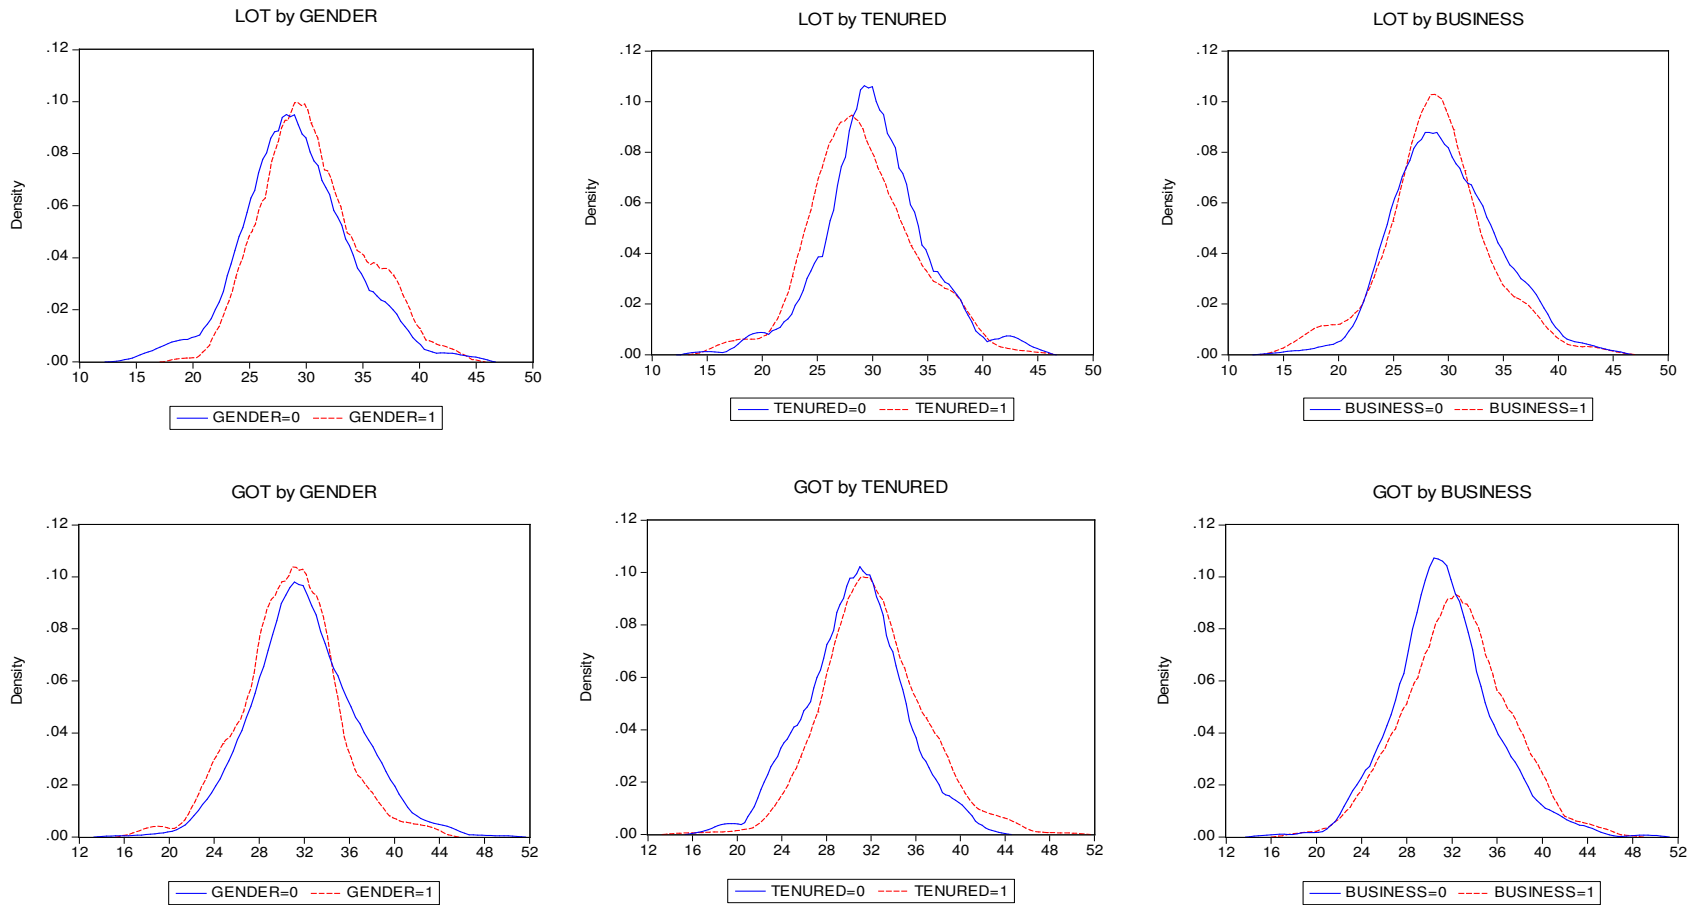 LOT by GENDER
.12
.10
.08
.06
.04
.02
.00
Density
10 15 20 25 30 35 40 45 50
GENDER=0 GENDER=1
LOT by TENURED
.12
.10
.08
.06
.04
.02
.00
Density
10 15 20 25 30 35 40 45 50
TENURED=0 TENURED=1
LOT by BUSINESS
.12
.10
.08
.06
.04
.02
.00
Density
10 15 20 25 30 35 40 45 50
BUSINESS=0 BUSINESS=1
GOT by GENDER
.12
.10
.08
.06
.04
.02
.00
Density
12 16 20 24 28 32 36 40 44 48 52
GENDER=0 GENDER=1
GOT by TENURED
.12
.10
.08
.06
.04
.02
.00
Density
12 16 20 24 28 32 36 40 44 48 52
TENURED=0 TENURED=1
GOT by BUSINESS
.12
.10
.08
.06
.04
.02
.00
Density
12 16 20 24 28 32 36 40 44 48 52
BUSINESS=0 BUSINESS=1